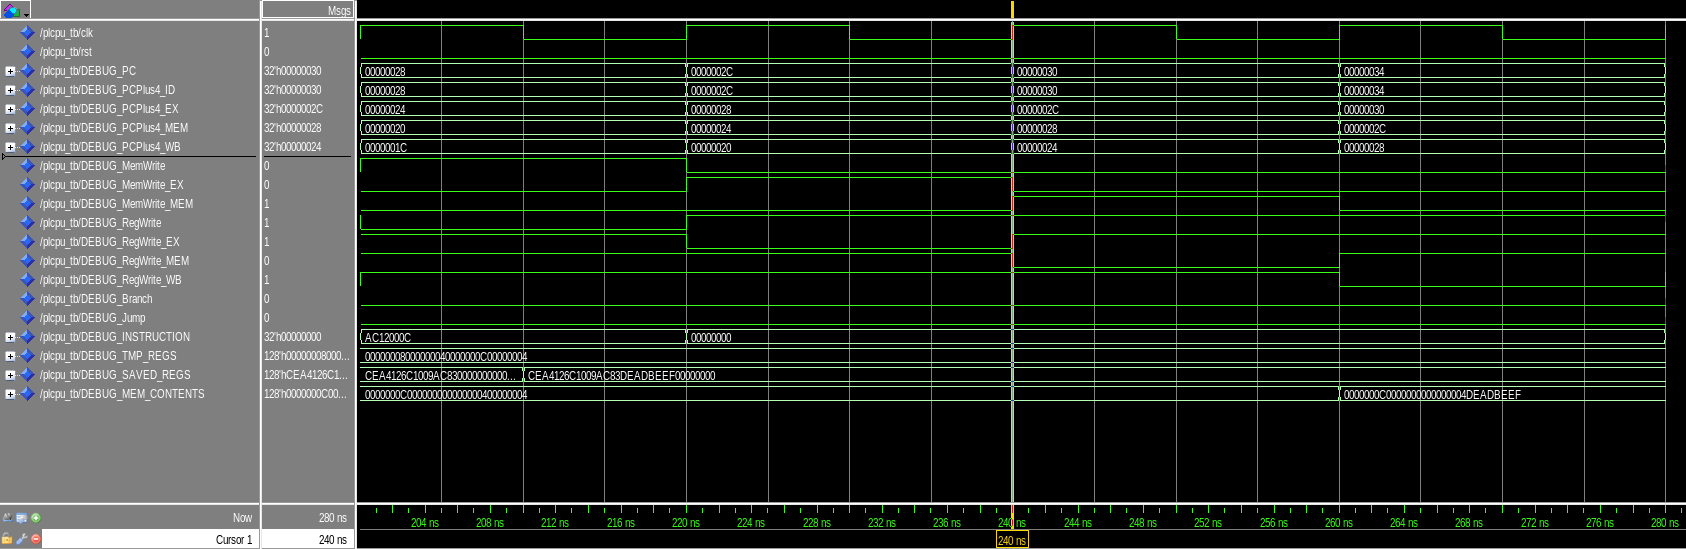 Msgs
/plcpu_tb/clk 1
/plcpu_tb/rst 0
/plcpu_tb/DEBUG_PC 32'h00000030 00000028 0000002C 00000030 00000034
/plcpu_tb/DEBUG_PCPlus4_ID 32'h00000030 00000028 0000002C 00000030 00000034
/plcpu_tb/DEBUG_PCPlus4_EX 32'h0000002C 00000024 00000028 0000002C 00000030
/plcpu_tb/DEBUG_PCPlus4_MEM 32'h00000028 00000020 00000024 00000028 0000002C
/plcpu_tb/DEBUG_PCPlus4_WB 32'h00000024 0000001C 00000020 00000024 00000028
/plcpu_tb/DEBUG_MemWrite 0
/plcpu_tb/DEBUG_MemWrite_EX 0
/plcpu_tb/DEBUG_MemWrite_MEM 1
/plcpu_tb/DEBUG_RegWrite 1
/plcpu_tb/DEBUG_RegWrite_EX 1
/plcpu_tb/DEBUG_RegWrite_MEM 0
/plcpu_tb/DEBUG_RegWrite_WB 1
/plcpu_tb/DEBUG_Branch 0
/plcpu_tb/DEBUG_Jump 0
/plcpu_tb/DEBUG_INSTRUCTION 32'h00000000 AC12000C 00000000
/plcpu_tb/DEBUG_TMP_REGS 128'h00000008000... 00000008000000040000000C00000004
/plcpu_tb/DEBUG_SAVED_REGS 128'hCEA4126C1... CEA4126C1009AC830000000000... CEA4126C1009AC83DEADBEEF00000000
/plcpu_tb/DEBUG_MEM_CONTENTS 128'h0000000C00... 0000000C000000000000000400000004 0000000C0000000000000004DEADBEEF
Now 280 ns 204 ns 208 ns 212 ns 216 ns 220 ns 224 ns 228 ns 232 ns 236 ns 240 ns 244 ns 248 ns 252 ns 256 ns 260 ns 264 ns 268 ns 272 ns 276 ns 280 ns
Cursor 1 240 ns 240 ns